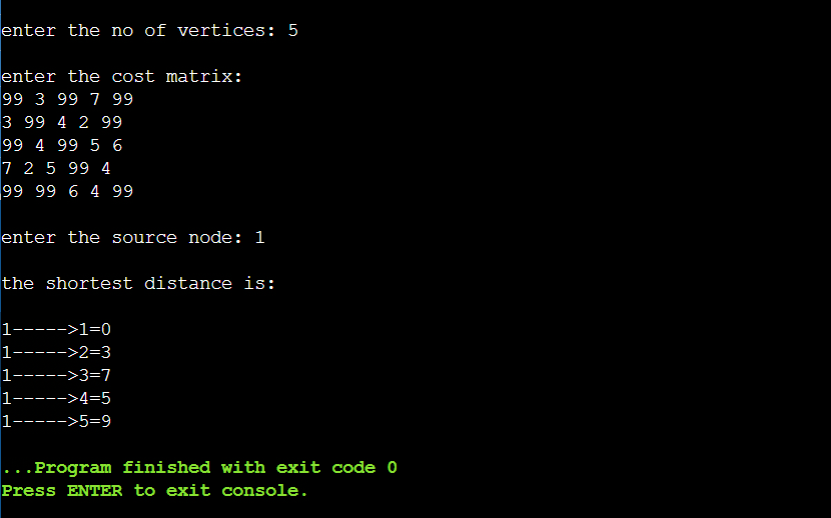 enter the no of vertices: 5
enter the cost matrix:
99 3 99 7 99
3 99 4 2 99
99 4 99 5 6
7 2 5 99 4
99 99 6 4 99
enter the source node: 1
the shortest distance is:
1----->1=0
1----->2=3
1----->3=7
1----->4=5
1----->5=9
...Program finished with exit code 0
Press ENTER to exit console.